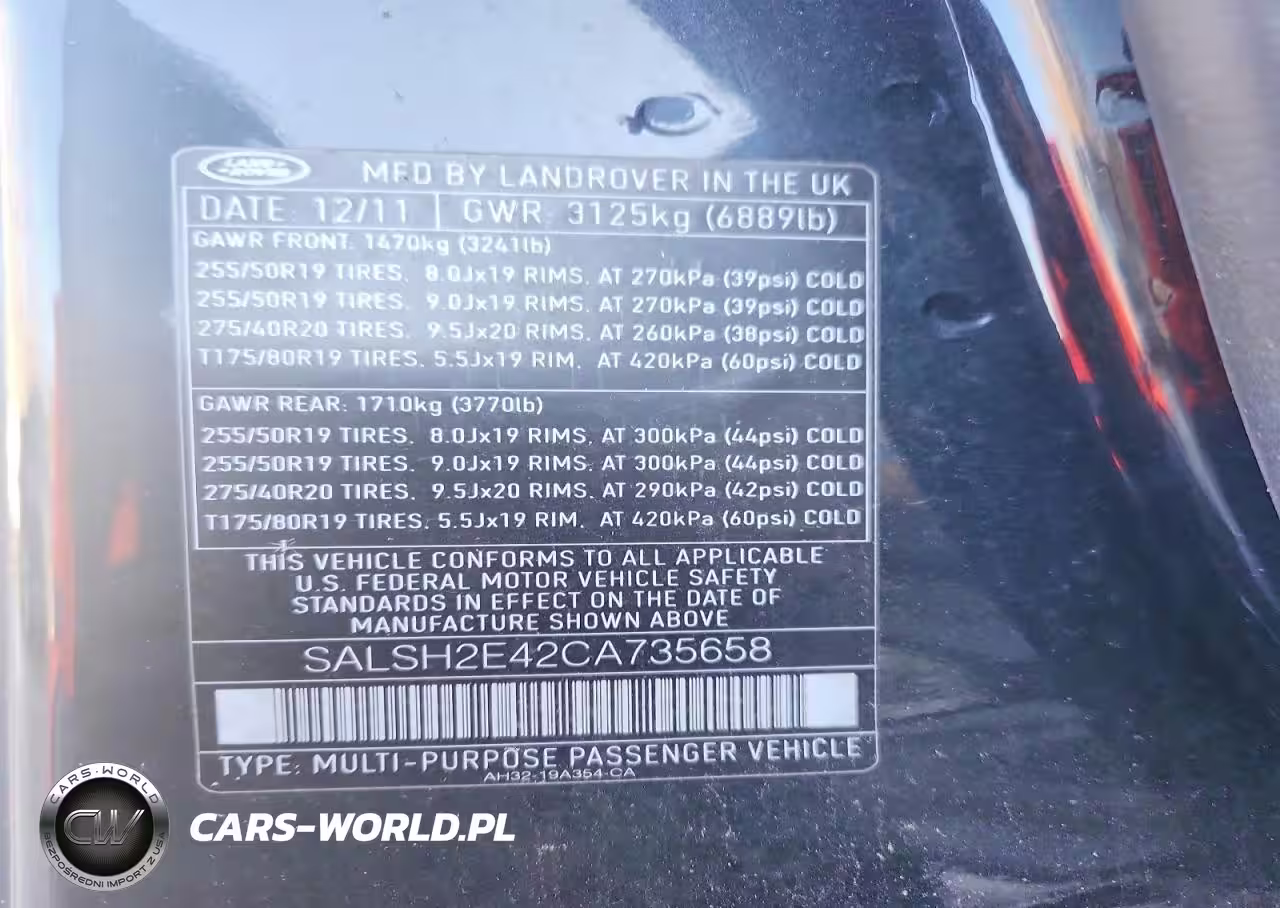 LAND ROVER
MFD BY LANDROVER IN THE UK
DATE: 12/11 GWR: 3125kg (6889lb)
GAWR FRONT: 1470kg (3241lb)
255/50R19 TIRES. 8.0Jx19 RIMS. AT 270kPa (39psi) COLD
255/50R19 TIRES. 9.0Jx19 RIMS. AT 270kPa (39psi) COLD
275/40R20 TIRES. 9.5Jx20 RIMS. AT 260kPa (38psi) COLD
T175/80R19 TIRES. 5.5Jx19 RIM. AT 420kPa (60psi) COLD
GAWR REAR: 1710kg (3770lb)
255/50R19 TIRES. 8.0Jx19 RIMS. AT 300kPa (44psi) COLD
255/50R19 TIRES. 9.0Jx19 RIMS. AT 300kPa (44psi) COLD
275/40R20 TIRES. 9.5Jx20 RIMS. AT 290kPa (42psi) COLD
T175/80R19 TIRES. 5.5Jx19 RIM. AT 420kPa (60psi) COLD
THIS VEHICLE CONFORMS TO ALL APPLICABLE
U.S. FEDERAL MOTOR VEHICLE SAFETY
STANDARDS IN EFFECT ON THE DATE OF
MANUFACTURE SHOWN ABOVE
SALSH2E42CA735658
TYPE: MULTI-PURPOSE PASSENGER VEHICLE
AH32-19A354-CA
CARS-WORLD
CW
BEZPOŚREDNI IMPORT Z USA
CARS-WORLD.PL